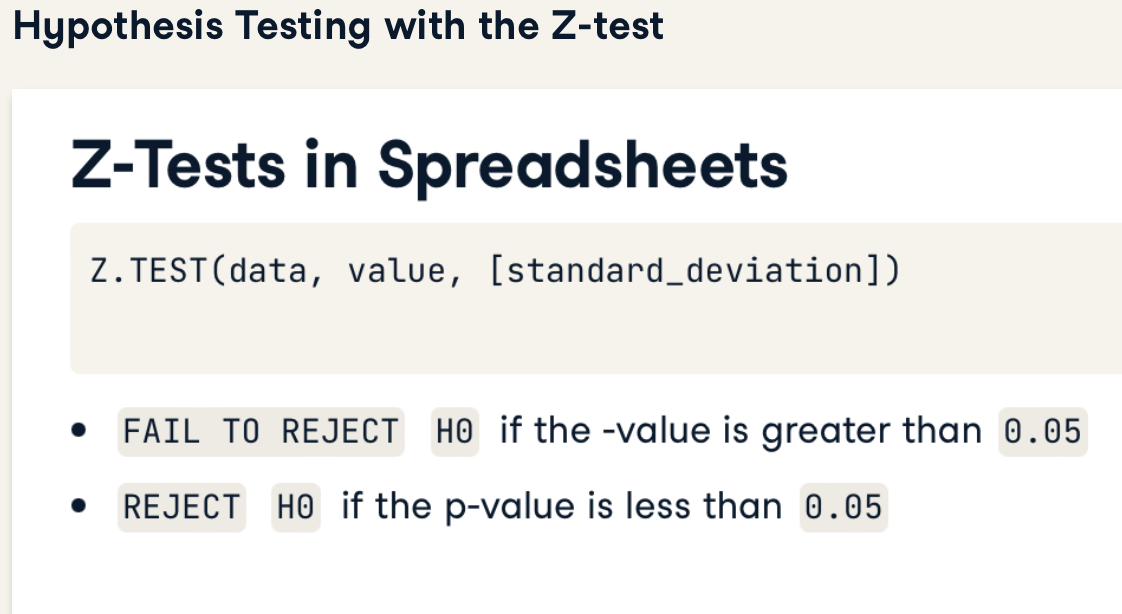 Hypothesis Testing with the Z-test
Z-Tests in Spreadsheets
Z.TEST(data, value, [standard_deviation])
• FAIL TO REJECT H0 if the -value is greater than 0.05
• REJECT H0 if the p-value is less than 0.05